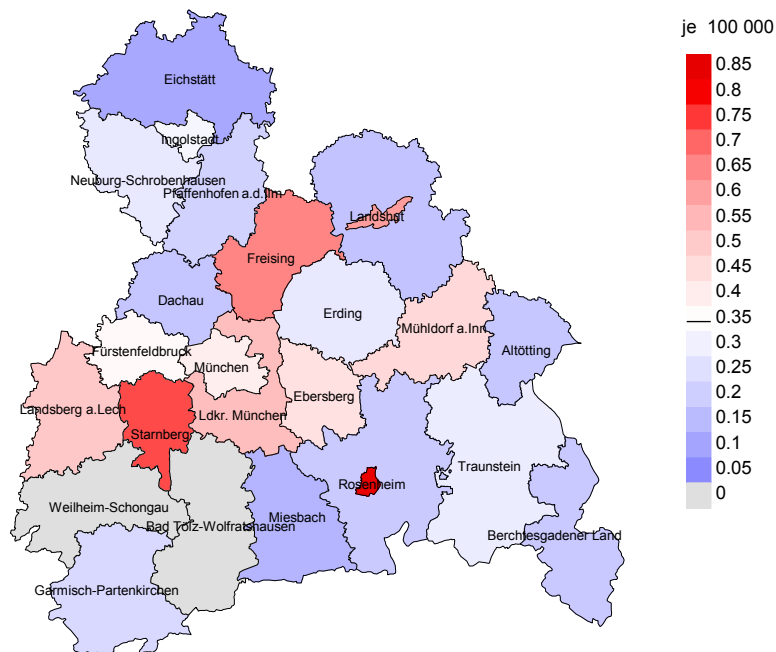 je 100 000
0.85
0.8
0.75
0.7
0.65
0.6
0.55
0.5
0.45
0.4
0.35
0.3
0.25
0.2
0.15
0.1
0.05
0
Eichstätt
Ingolstadt
Neuburg-Schrobenhausen
Pfaffenhofen a.d.Ilm
Landshst
Freising
Dachau
Erding
Mühldorf a.Inn
Altötting
Fürstenfeldbruck
München
Ebersberg
Landsberg a.Lech
Ldkr. München
Starnberg
Traunstein
Rosenheim
Weilheim-Schongau
Miesbach
Bad Tölz-Wolfratshausen
Berchtesgadener Land
Garmisch-Partenkirchen